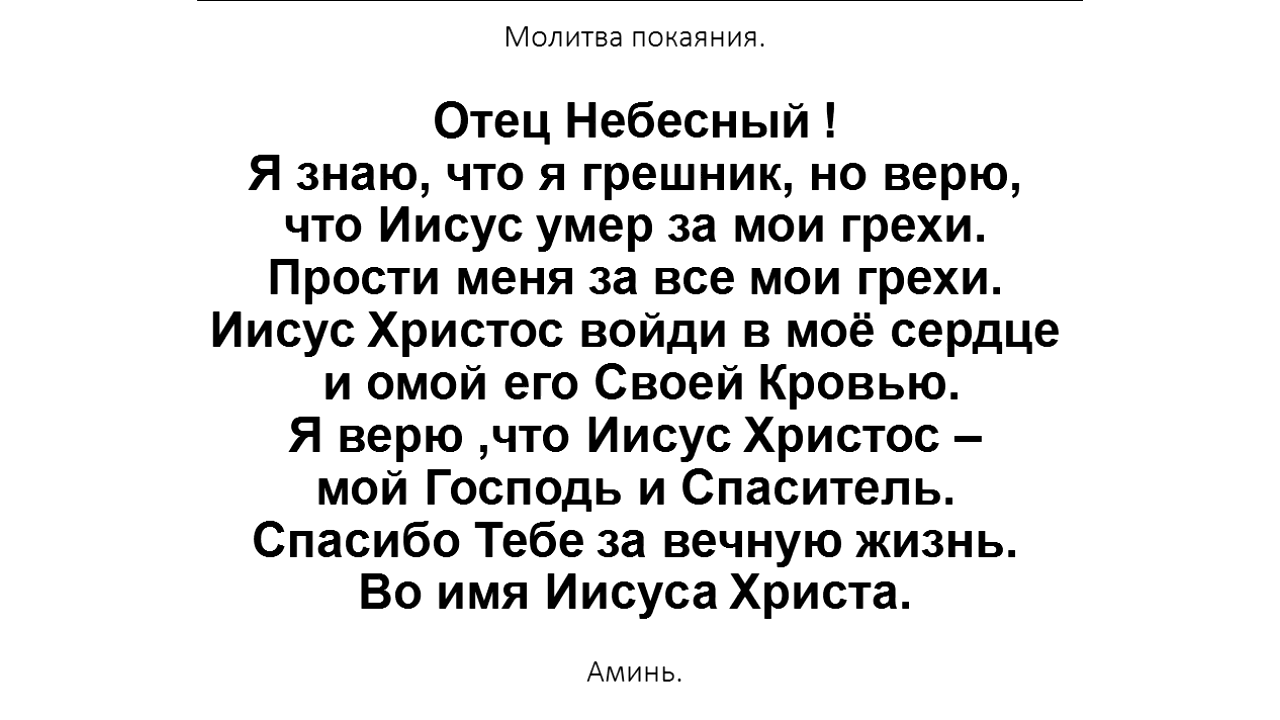 Молитва покаяния.
Отец Небесный !
Я знаю, что я грешник, но верю,
что Иисус умер за мои грехи.
Прости меня за все мои грехи.
Иисус Христос войди в моё сердце
и омой его Своей Кровью.
Я верю ,что Иисус Христос –
мой Господь и Спаситель.
Спасибо Тебе за вечную жизнь.
Во имя Иисуса Христа.
Аминь.